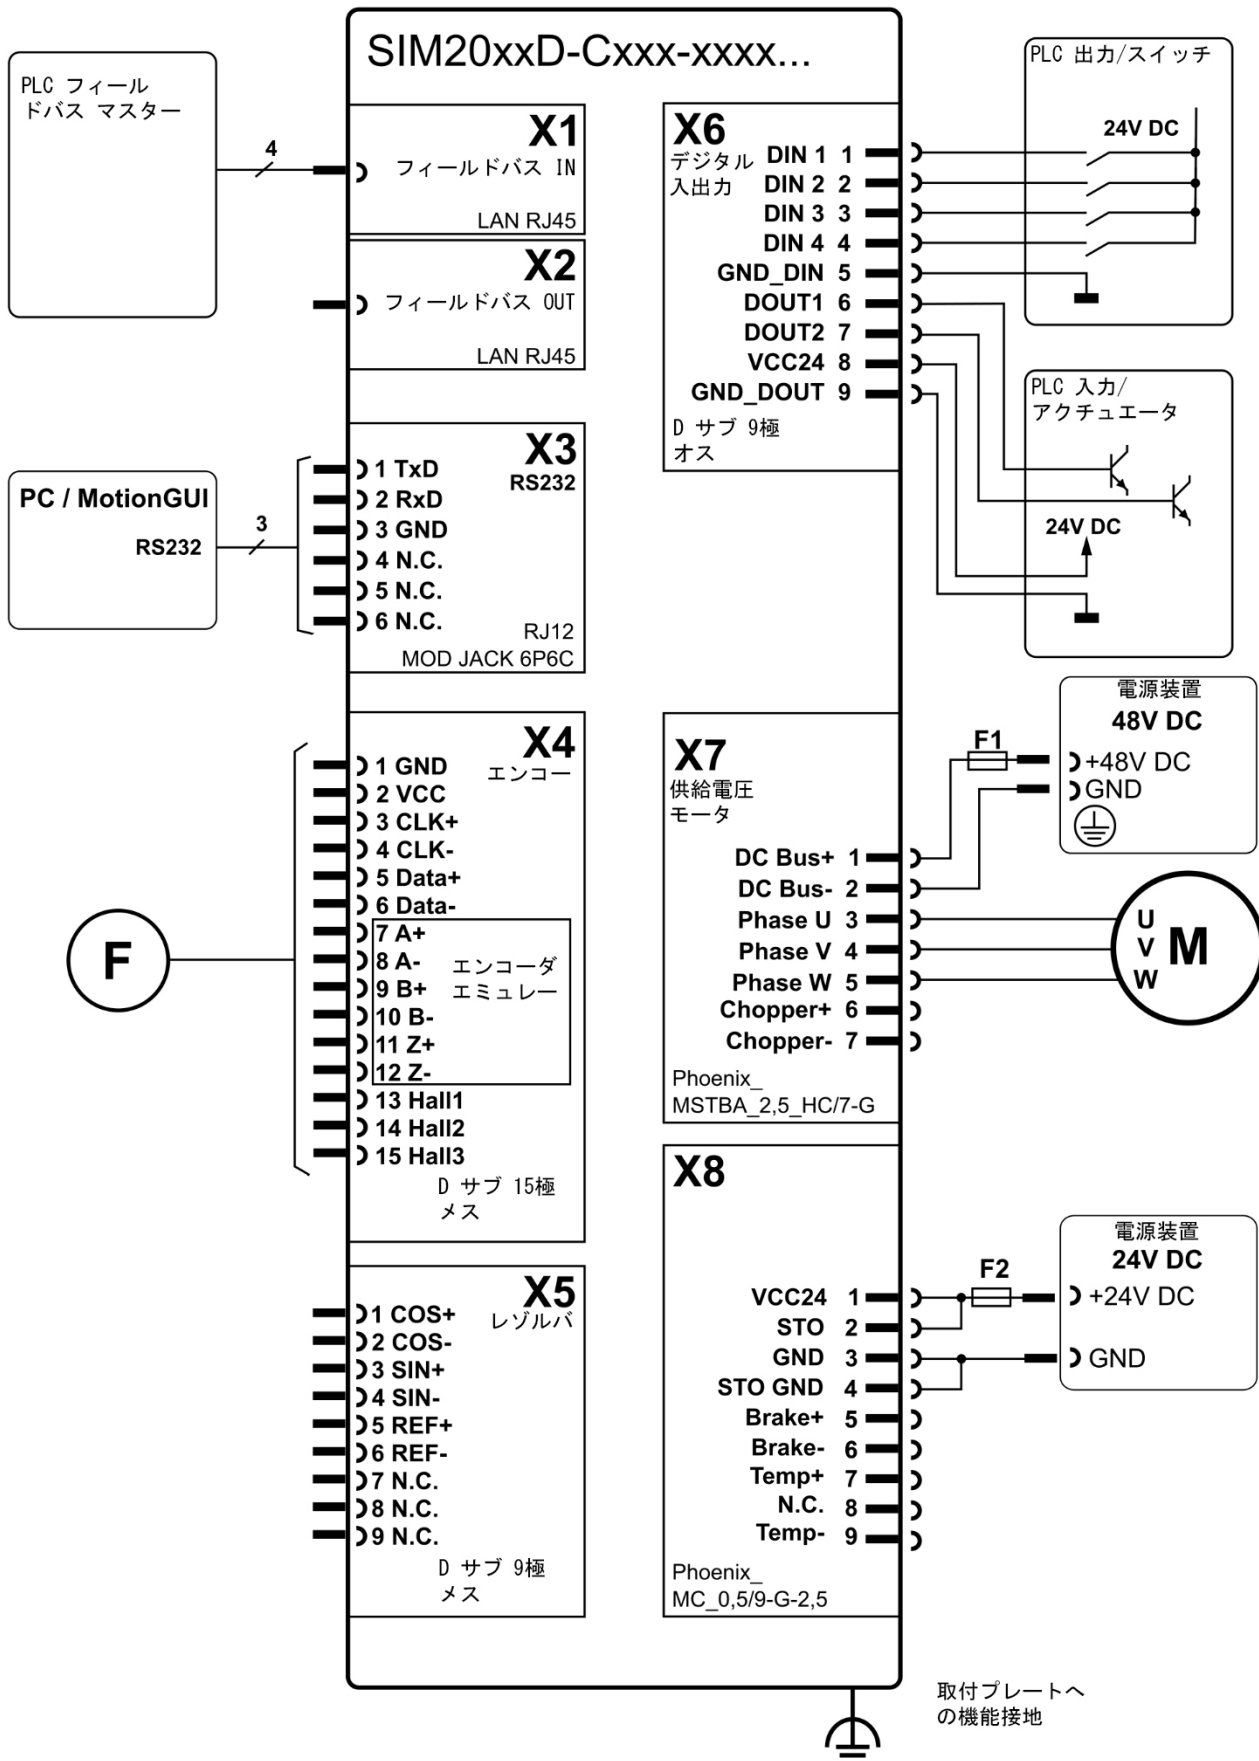 SIM20xxD-Cxxx-xxxx...
PLC フィール
ドバス マスター
4
X1
フィールドバス IN
LAN RJ45
X2
フィールドバス OUT
LAN RJ45
PC / MotionGUI
RS232
3
X3
RS232
1 TxD
2 RxD
3 GND
4 N.C.
5 N.C.
6 N.C.
RJ12
MOD JACK 6P6C
F
X4
エンコー
1 GND
2 VCC
3 CLK+
4 CLK-
5 Data+
6 Data-
7 A+
8 A-
9 B+
10 B-
11 Z+
12 Z-
エンコーダ
エミュレー
13 Hall1
14 Hall2
15 Hall3
D サブ 15極
メス
X5
レゾルバ
1 COS+
2 COS-
3 SIN+
4 SIN-
5 REF+
6 REF-
7 N.C.
8 N.C.
9 N.C.
D サブ 9極
メス
X6
デジタル
入出力
DIN 1 1
DIN 2 2
DIN 3 3
DIN 4 4
GND_DIN 5
DOUT1 6
DOUT2 7
VCC24 8
GND_DOUT 9
D サブ 9極
オス
PLC 出力/スイッチ
24V DC
PLC 入力/
アクチュエータ
24V DC
X7
供給電圧
モータ
DC Bus+ 1
DC Bus- 2
Phase U 3
Phase V 4
Phase W 5
Chopper+ 6
Chopper- 7
Phoenix_
MSTBA_2,5_HC/7-G
F1
電源装置
48V DC
+48V DC
GND
U
V
W
M
X8
VCC24 1
STO 2
GND 3
STO GND 4
Brake+ 5
Brake- 6
Temp+ 7
N.C. 8
Temp- 9
Phoenix_
MC_0,5/9-G-2,5
F2
電源装置
24V DC
+24V DC
GND
取付プレートへ
の機能接地